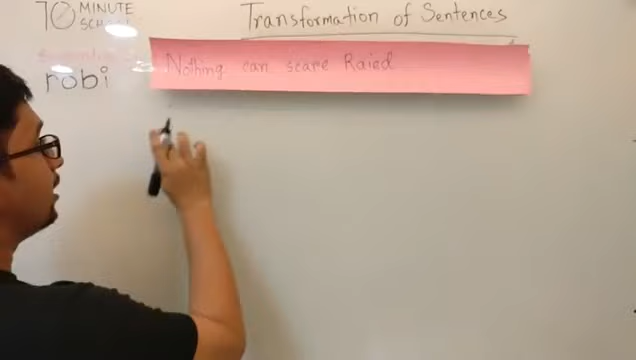 10 MINUTE
SCHOOL
Transformation of Sentences
robi
Nothing can scare Raied